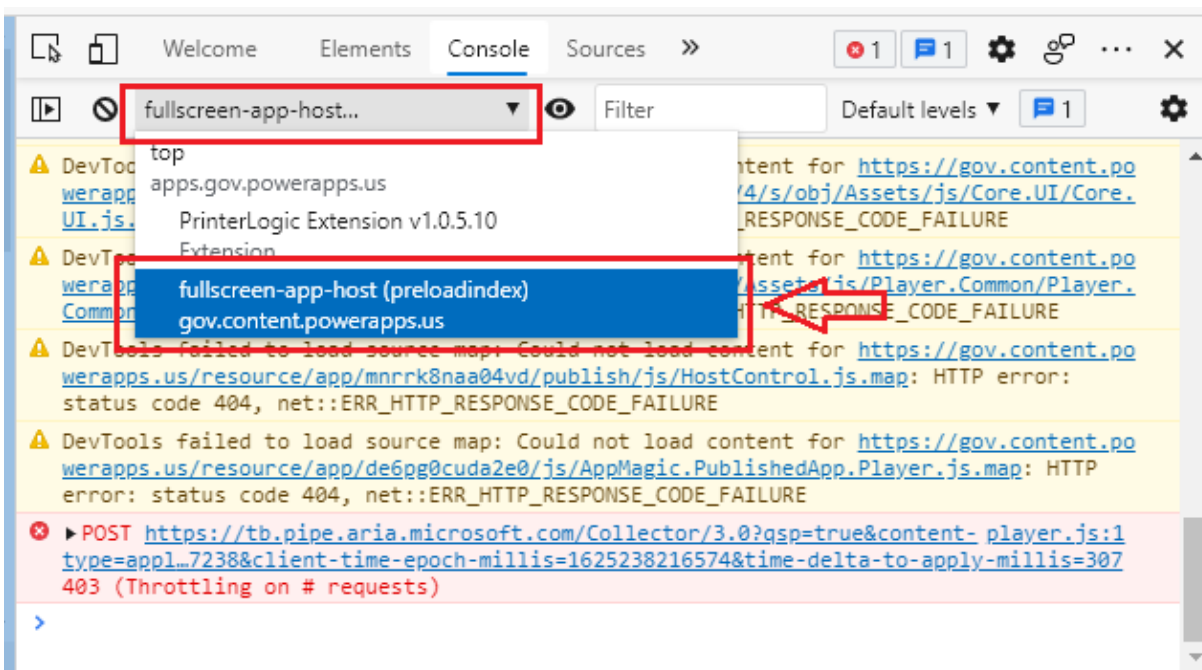 Welcome Elements Console Sources » 1 1
fullscreen-app-host... Filter Default levels ▼ 1
top
apps.gov.powerapps.us
PrinterLogic Extension v1.0.5.10
Extension
fullscreen-app-host (preloadindex)
gov.content.powerapps.us
DevToo ntent for https://gov.content.po
werapp /4/s/obj/Assets/js/Core.UI/Core.
UI.js. _RESPONSE_CODE_FAILURE
DevToo ntent for https://gov.content.po
werapp /Assets/js/Player.Common/Player.
Common HTTP_RESPONSE_CODE_FAILURE
DevTools failed to load source map: Could not load content for https://gov.content.po
werapps.us/resource/app/mnrrk8naa04vd/publish/js/HostControl.js.map: HTTP error:
status code 404, net::ERR_HTTP_RESPONSE_CODE_FAILURE
DevTools failed to load source map: Could not load content for https://gov.content.po
werapps.us/resource/app/de6pg0cuda2e0/js/AppMagic.PublishedApp.Player.js.map: HTTP
error: status code 404, net::ERR_HTTP_RESPONSE_CODE_FAILURE
▶POST https://tb.pipe.aria.microsoft.com/Collector/3.0?qsp=true&content- player.js:1
type=appl…7238&client-time-epoch-millis=1625238216574&time-delta-to-apply-millis=307
403 (Throttling on # requests)